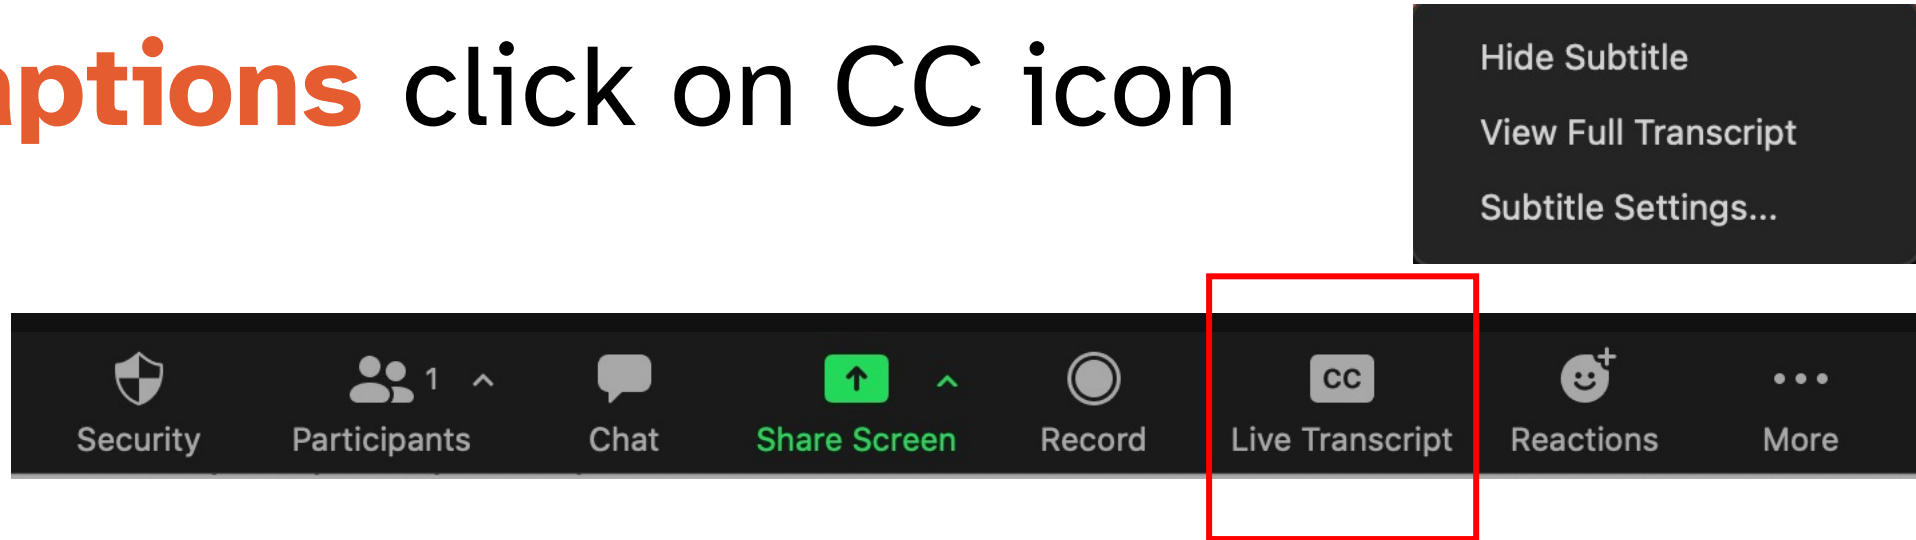 aptions click on CC icon
Hide Subtitle
View Full Transcript
Subtitle Settings...
1
CC
Security Participants Chat Share Screen Record Live Transcript Reactions More